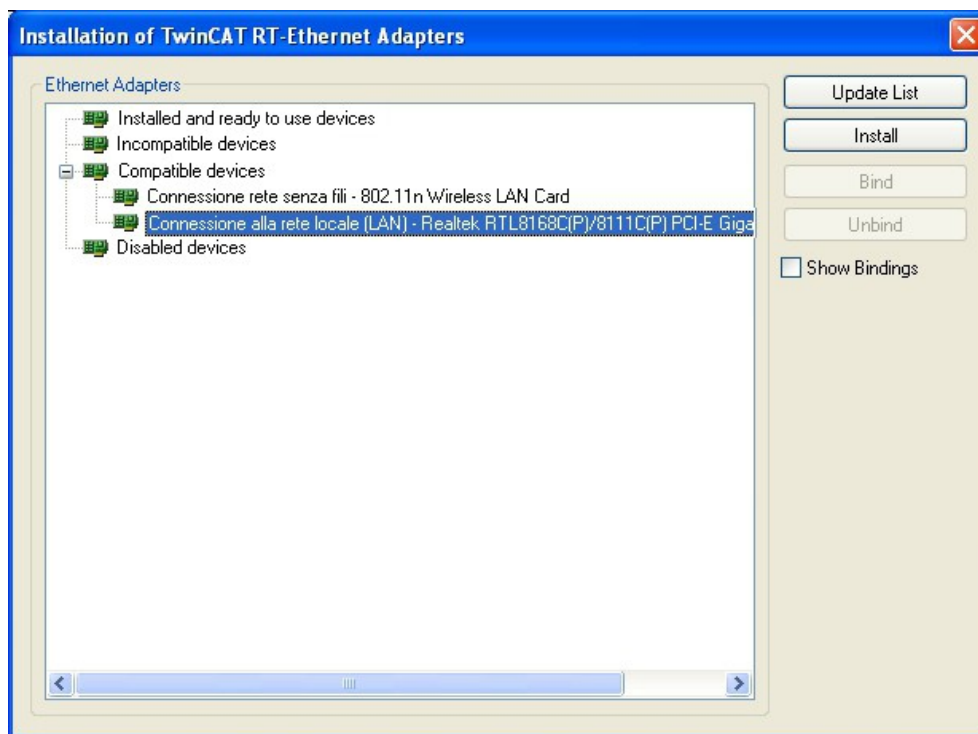 Installation of TwinCAT RT-Ethernet Adapters
Ethernet Adapters
Installed and ready to use devices
Incompatible devices
Compatible devices
Connessione rete senza fili - 802.11n Wireless LAN Card
Connessione alla rete locale (LAN) - Realtek RTL8168C(P)/8111C(P) PCI-E Giga
Disabled devices
Update List
Install
Bind
Unbind
Show Bindings